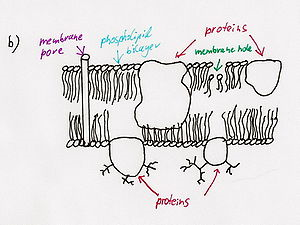 proteins
membrane
pore
phospholipid
bilayer
membrane hole
b)
proteins